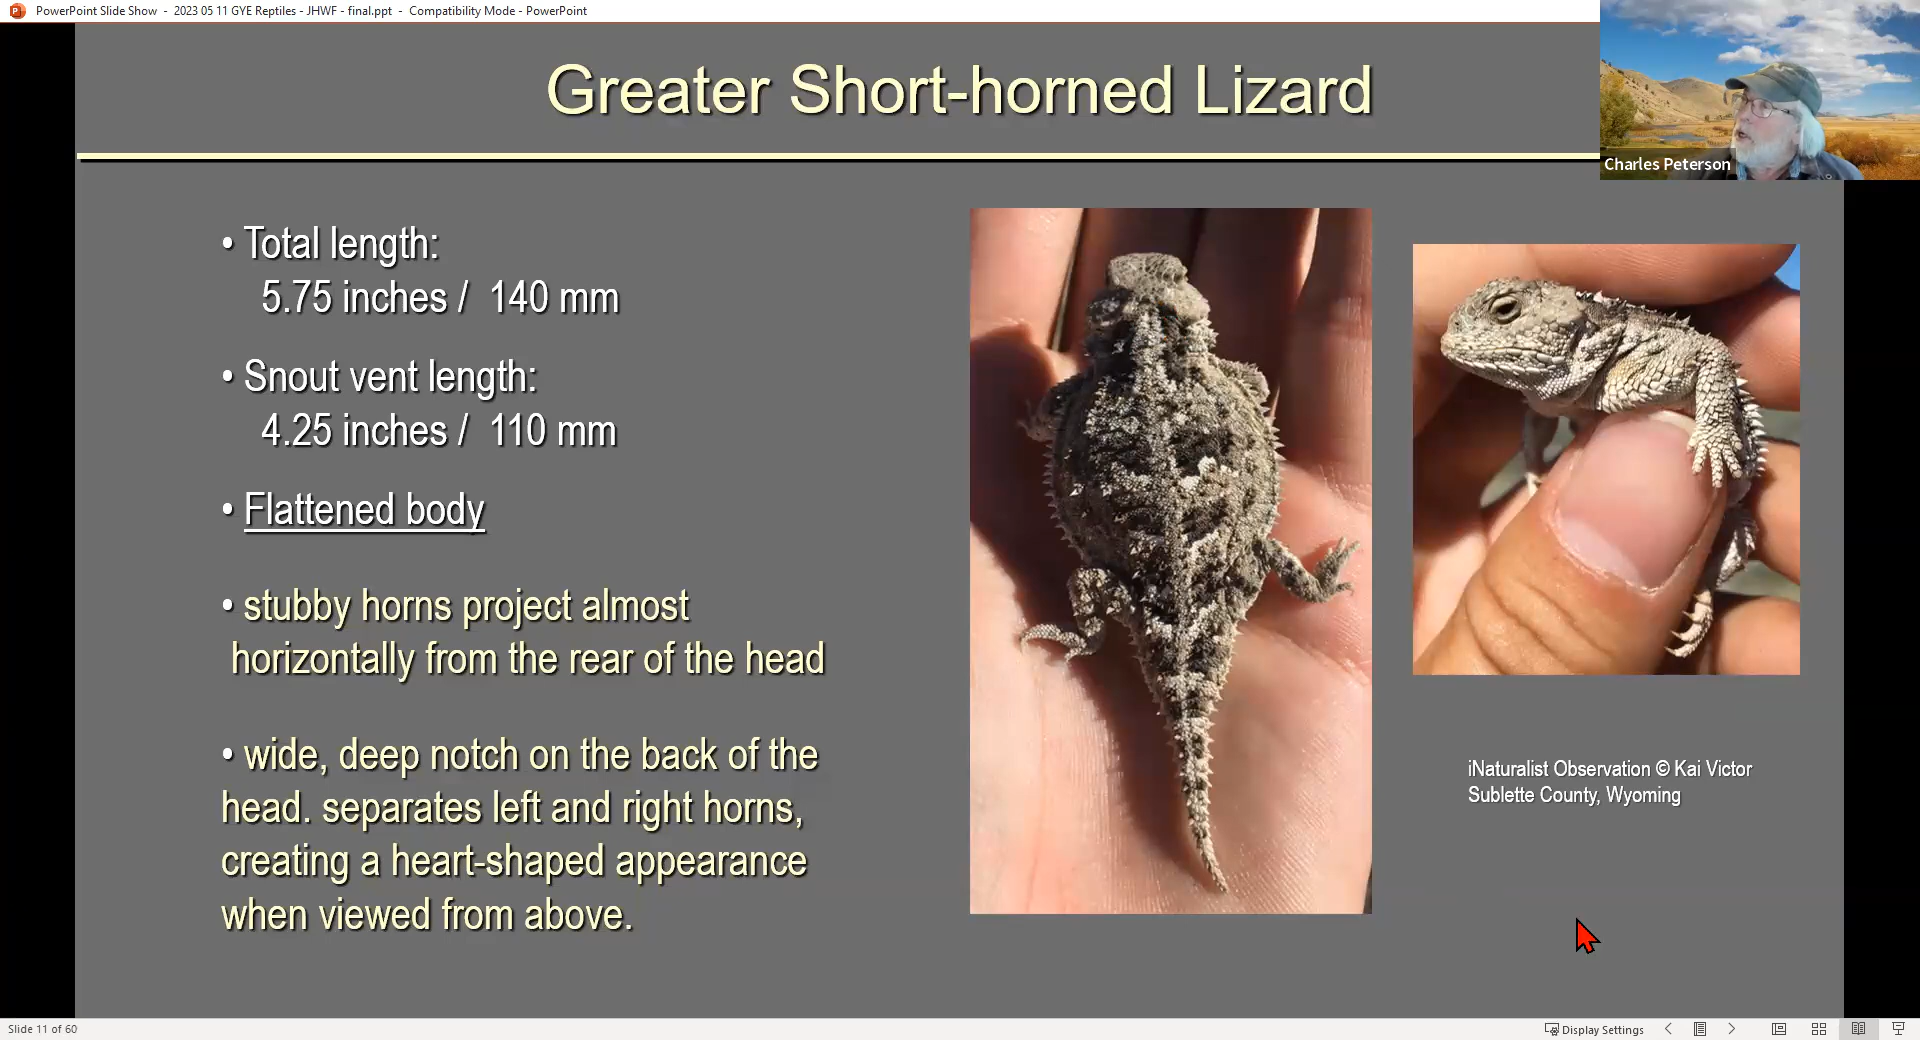 PowerPoint Slide Show - 2023 05 11 GYE Reptiles - JHWF - final.ppt - Compatibility Mode - PowerPoint
Greater Short-horned Lizard
Charles Peterson
• Total length:
5.75 inches / 140 mm
• Snout vent length:
4.25 inches / 110 mm
• Flattened body
• stubby horns project almost
horizontally from the rear of the head
• wide, deep notch on the back of the
head. separates left and right horns,
creating a heart-shaped appearance
when viewed from above.
iNaturalist Observation © Kai Victor
Sublette County, Wyoming
Slide 11 of 60
Display Settings